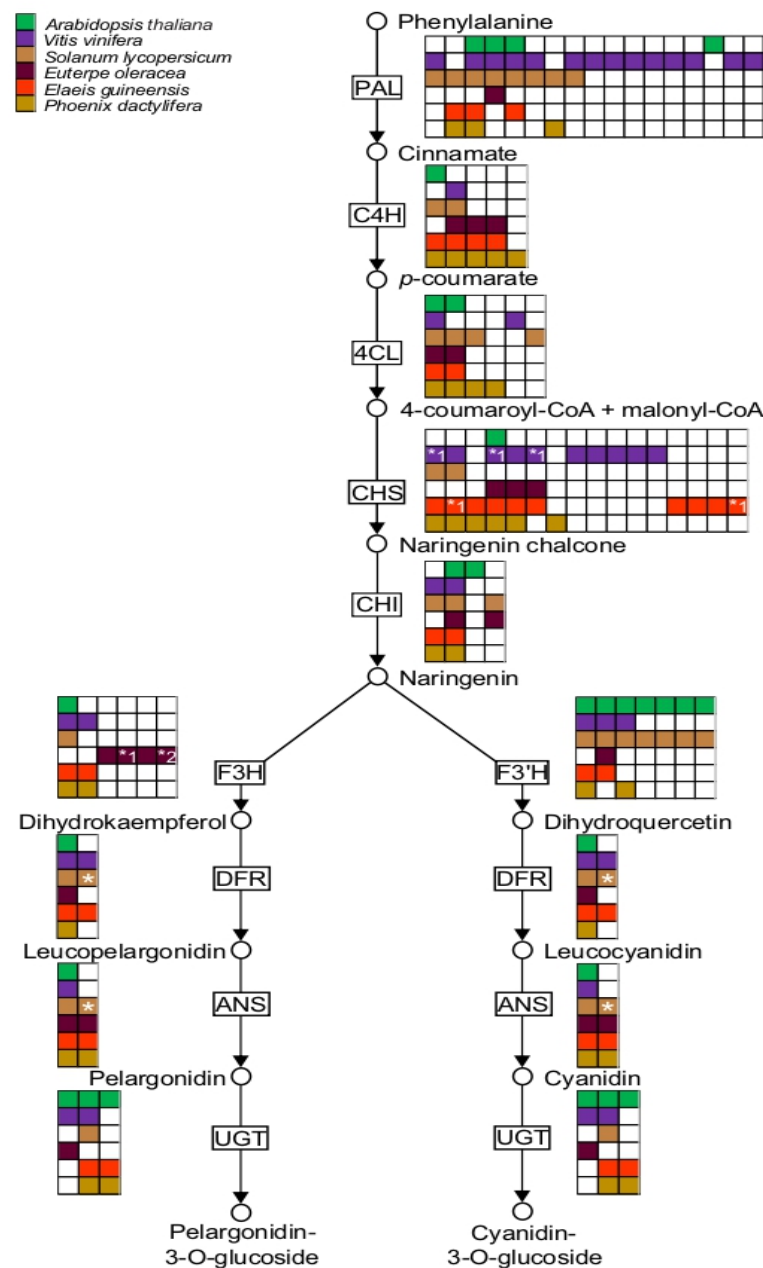 Arabidopsis thaliana
Vitis vinifera
Solanum lycopersicum
Euterpe oleracea
Elaeis guineensis
Phoenix dactylifera
Phenylalanine
PAL
Cinnamate
C4H
p-coumarate
4CL
4-coumaroyl-CoA + malonyl-CoA
*1 *1 *1
CHS
*1 *1
Naringenin chalcone
CHI
Naringenin
*1 *2
F3H F3'H
Dihydrokaempferol Dihydroquercetin
* DFR DFR *
Leucopelargonidin Leucocyanidin
* ANS ANS *
Pelargonidin Cyanidin
UGT UGT
Pelargonidin- Cyanidin-
3-O-glucoside 3-O-glucoside